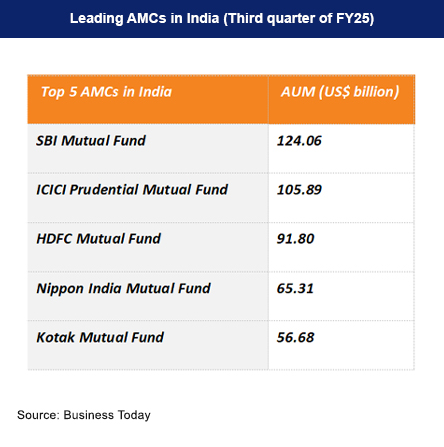 Leading AMCs in India (Third quarter of FY25)
Top 5 AMCs in India AUM (US$ billion)
SBI Mutual Fund 124.06
ICICI Prudential Mutual Fund 105.89
HDFC Mutual Fund 91.80
Nippon India Mutual Fund 65.31
Kotak Mutual Fund 56.68
Source: Business Today